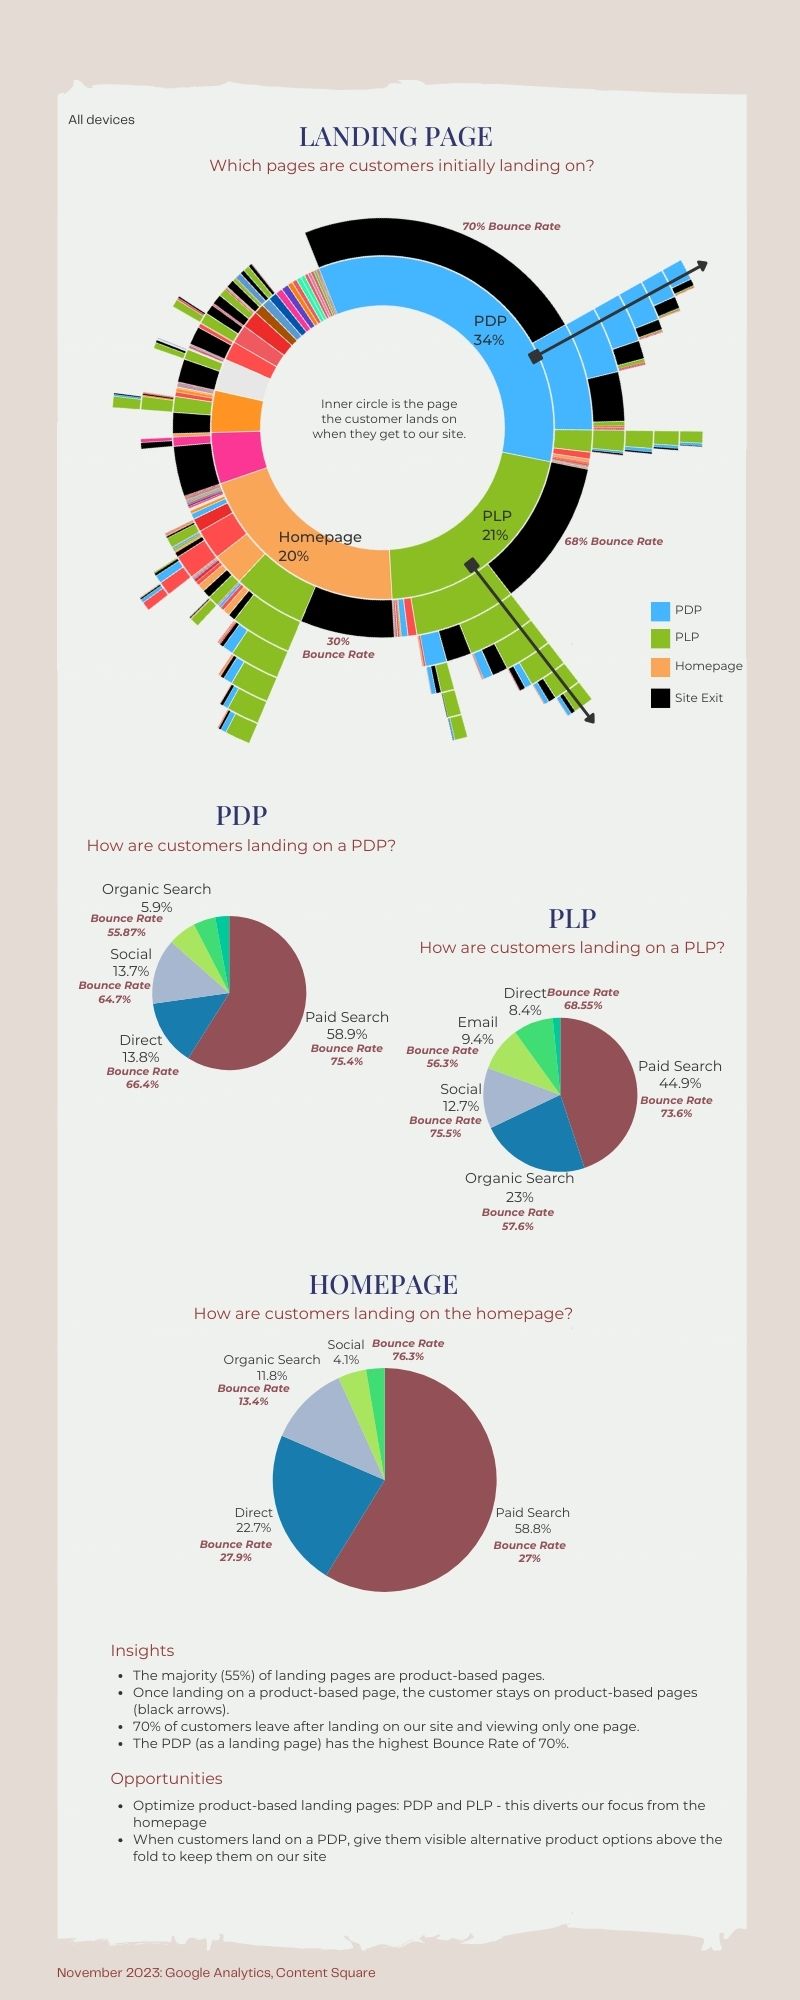 All devices
LANDING PAGE
Which pages are customers initially landing on?
70% Bounce Rate
PDP
34%
Inner circle is the page
the customer lands on
when they get to our site.
PLP
21%
Homepage
20%
68% Bounce Rate
30%
Bounce Rate
PDP
PLP
Homepage
Site Exit
PDP
How are customers landing on a PDP?
Organic Search
5.9%
Bounce Rate
55.87%
Social
13.7%
Bounce Rate
64.7%
Direct
13.8%
Bounce Rate
66.4%
Paid Search
58.9%
Bounce Rate
75.4%
PLP
How are customers landing on a PLP?
Direct
8.4%
Bounce Rate
68.55%
Email
9.4%
Bounce Rate
56.3%
Social
12.7%
Bounce Rate
75.5%
Paid Search
44.9%
Bounce Rate
73.6%
Organic Search
23%
Bounce Rate
57.6%
HOMEPAGE
How are customers landing on the homepage?
Social
4.1%
Bounce Rate
76.3%
Organic Search
11.8%
Bounce Rate
13.4%
Direct
22.7%
Bounce Rate
27.9%
Paid Search
58.8%
Bounce Rate
27%
Insights
• The majority (55%) of landing pages are product-based pages.
• Once landing on a product-based page, the customer stays on product-based pages
(black arrows).
• 70% of customers leave after landing on our site and viewing only one page.
• The PDP (as a landing page) has the highest Bounce Rate of 70%.
Opportunities
• Optimize product-based landing pages: PDP and PLP - this diverts our focus from the
homepage
• When customers land on a PDP, give them visible alternative product options above the
fold to keep them on our site
November 2023: Google Analytics, Content Square